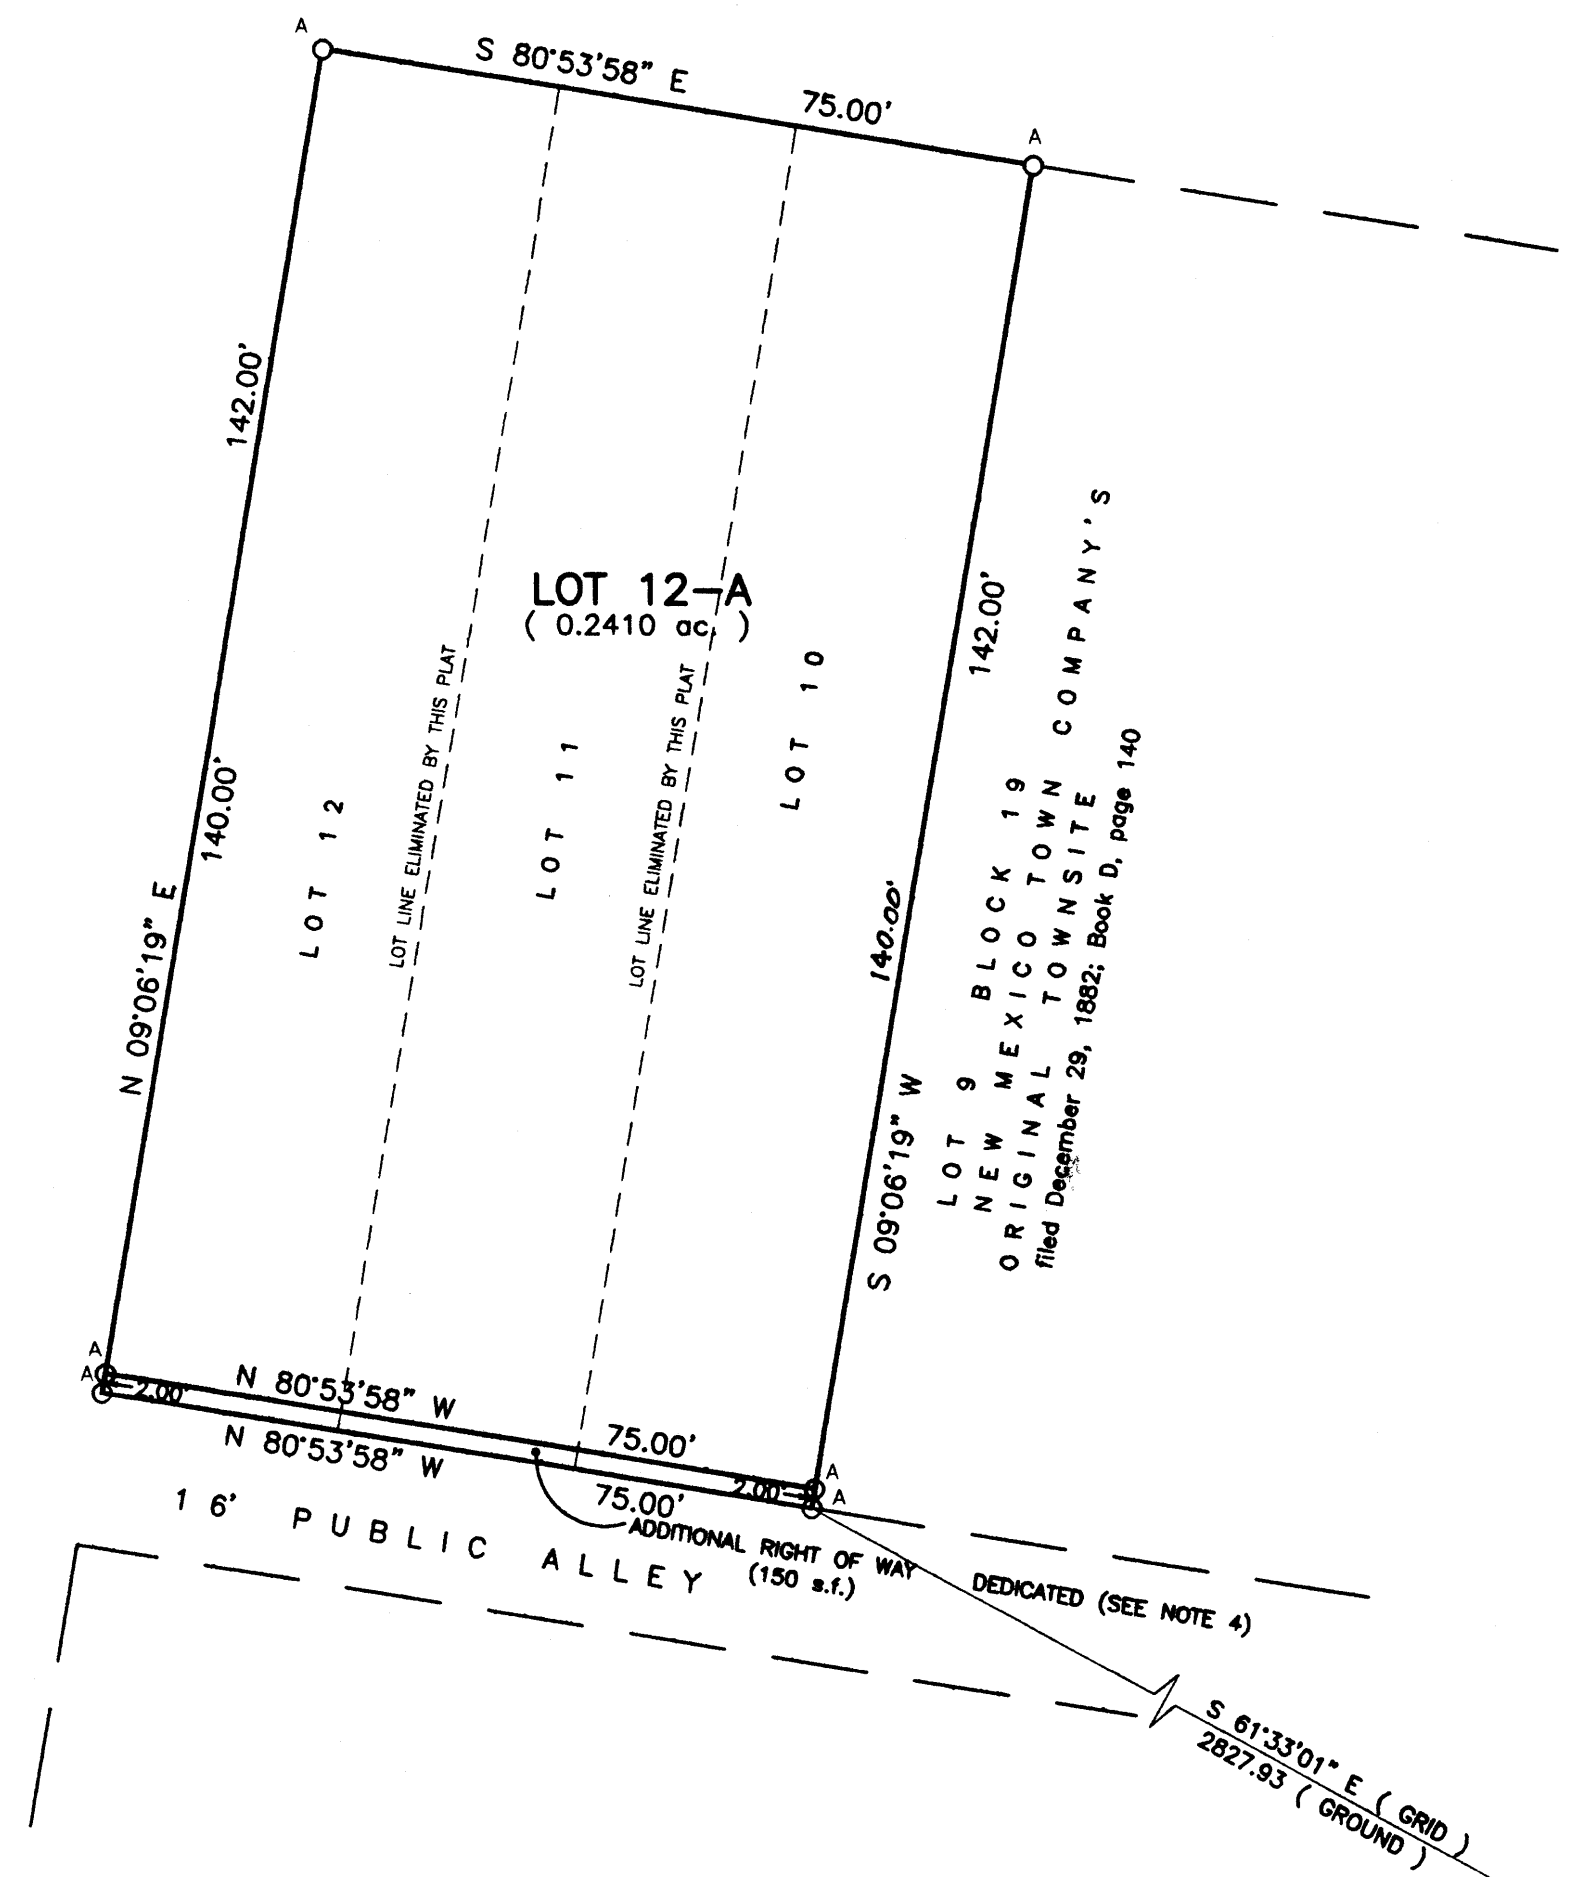 A
S 80°53'58" E
75.00'
A
142.00'
142.00'
LOT 12-A
( 0.2410 ac. )
LOT LINE ELIMINATED BY THIS PLAT
LOT LINE ELIMINATED BY THIS PLAT
LOT 10
LOT 11
LOT 12
140.00'
140.00'
N 09°06'19" E
S 09°06'19" W
LOT 9 BLOCK 19
NEW MEXICO TOWN COMPANY'S
ORIGINAL TOWNSITE
filed December 29, 1882; Book D, page 140
A
A
2.00'
N 80°53'58" W
75.00'
N 80°53'58" W
75.00'
2.00'
A
A
16' PUBLIC ALLEY
ADDITIONAL RIGHT OF WAY DEDICATED (SEE NOTE 4)
(150 s.f.)
S 61°33'01" E ( GRID )
2827.93 ( GROUND )